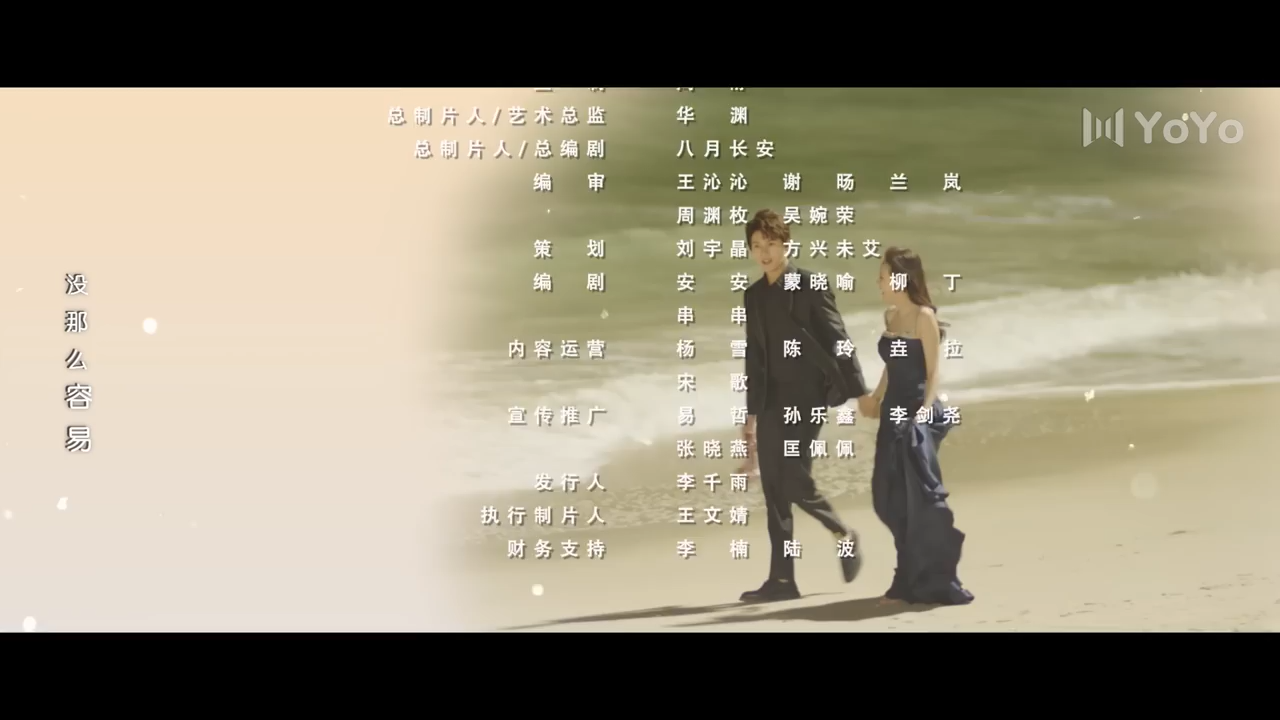 总制片人/艺术总监 华渊
总制片人/总编剧 八月长安
编审 王沁沁 谢旸 兰岚
周渊枚 吴婉荣
策划 刘宇晶 方兴未艾
编剧 安安 蒙晓喻 柳丁
串串
内容运营 杨雪 陈玲 垚拉
宋歌
宣传推广 易哲 孙乐鑫 李剑尧
张晓燕 匡佩佩
发行人 李千雨
执行制片人 王文婧
财务支持 李楠 陆波
没那么容易
YoYo